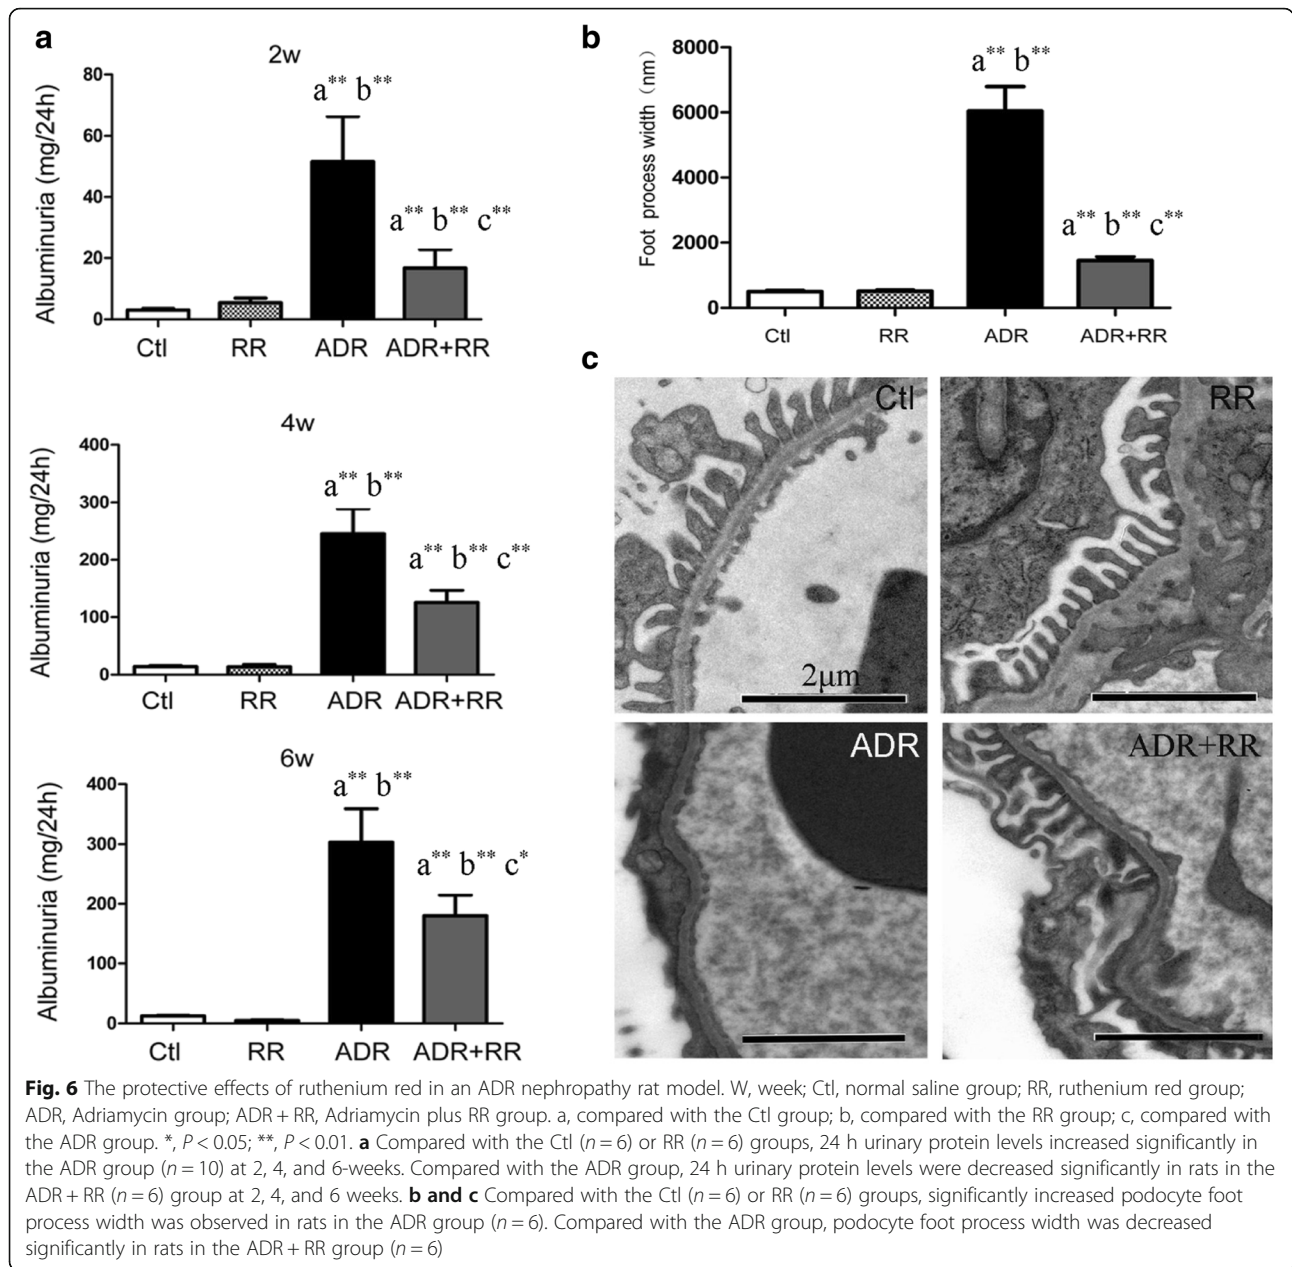 a
2w
Albuminuria (mg/24h)
80
60
40
20
0
a** b**
a** b** c**
Ctl RR ADR ADR+RR
4w
Albuminuria (mg/24h)
400
300
200
100
0
a** b**
a** b** c**
Ctl RR ADR ADR+RR
6w
Albuminuria (mg/24h)
400
300
200
100
0
a** b**
a** b** c*
Ctl RR ADR ADR+RR
b
Foot process width（nm）
8000
6000
4000
2000
0
a** b**
a** b** c**
Ctl RR ADR ADR+RR
c
Ctl
2μm
RR
ADR
ADR+RR
Fig. 6 The protective effects of ruthenium red in an ADR nephropathy rat model. W, week; Ctl, normal saline group; RR, ruthenium red group;
ADR, Adriamycin group; ADR + RR, Adriamycin plus RR group. a, compared with the Ctl group; b, compared with the RR group; c, compared with
the ADR group. *, P < 0.05; **, P < 0.01. a Compared with the Ctl (n = 6) or RR (n = 6) groups, 24 h urinary protein levels increased significantly in
the ADR group (n = 10) at 2, 4, and 6-weeks. Compared with the ADR group, 24 h urinary protein levels were decreased significantly in rats in the
ADR + RR (n = 6) group at 2, 4, and 6 weeks. b and c Compared with the Ctl (n = 6) or RR (n = 6) groups, significantly increased podocyte foot
process width was observed in rats in the ADR group (n = 6). Compared with the ADR group, podocyte foot process width was decreased
significantly in rats in the ADR + RR group (n = 6)